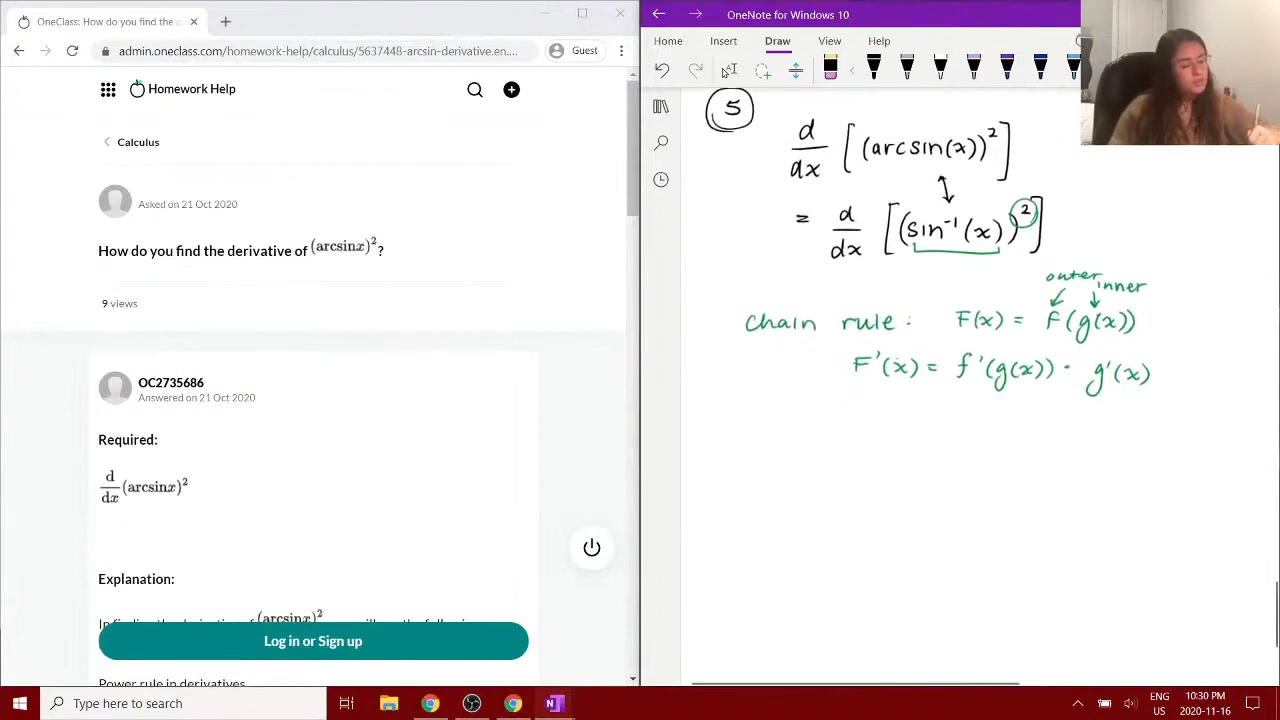 OneClass: How do you find the d
admin.oneclass.com/homework-help/calculus/5637448-arcsin-derivative.en....
Guest
Homework Help
Calculus
Asked on 21 Oct 2020
How do you find the derivative of (arcsinx)²?
9 views
OC2735686
Answered on 21 Oct 2020
Required:
d/dx (arcsinx)²
Explanation:
(arcsinx)²
Log in or Sign up
Power rule in derivatives
OneNote for Windows 10
Home Insert Draw View Help
5
d/dx [(arcsin(x))²]
= d/dx [(sin⁻¹(x))²]
outer
inner
chain rule: F(x) = f(g(x))
F'(x) = f'(g(x)) · g'(x)
Type here to search
ENG
US
10:30 PM
2020-11-16